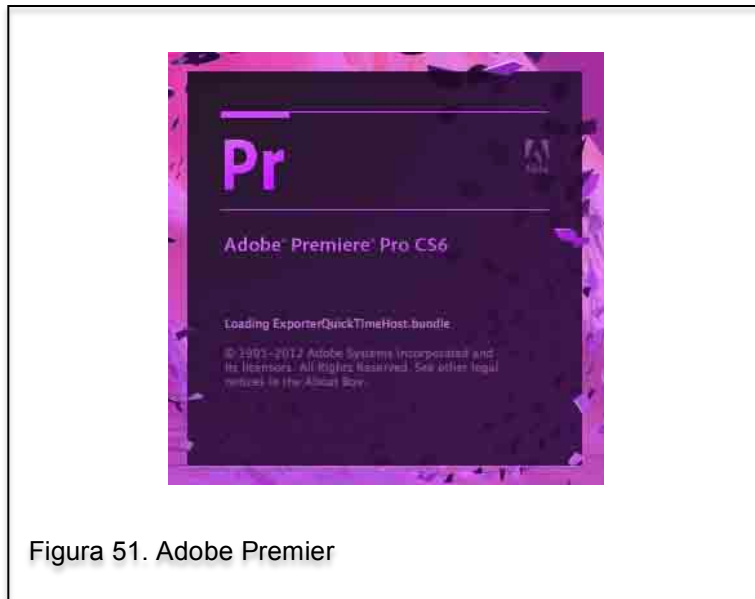 Pr
Adobe
Adobe® Premiere® Pro CS6
Loading ExporterQuickTimeHost.bundle
© 1991-2012 Adobe Systems Incorporated and
its licensors. All Rights Reserved. See other legal
notices in the About Box.
Figura 51. Adobe Premier